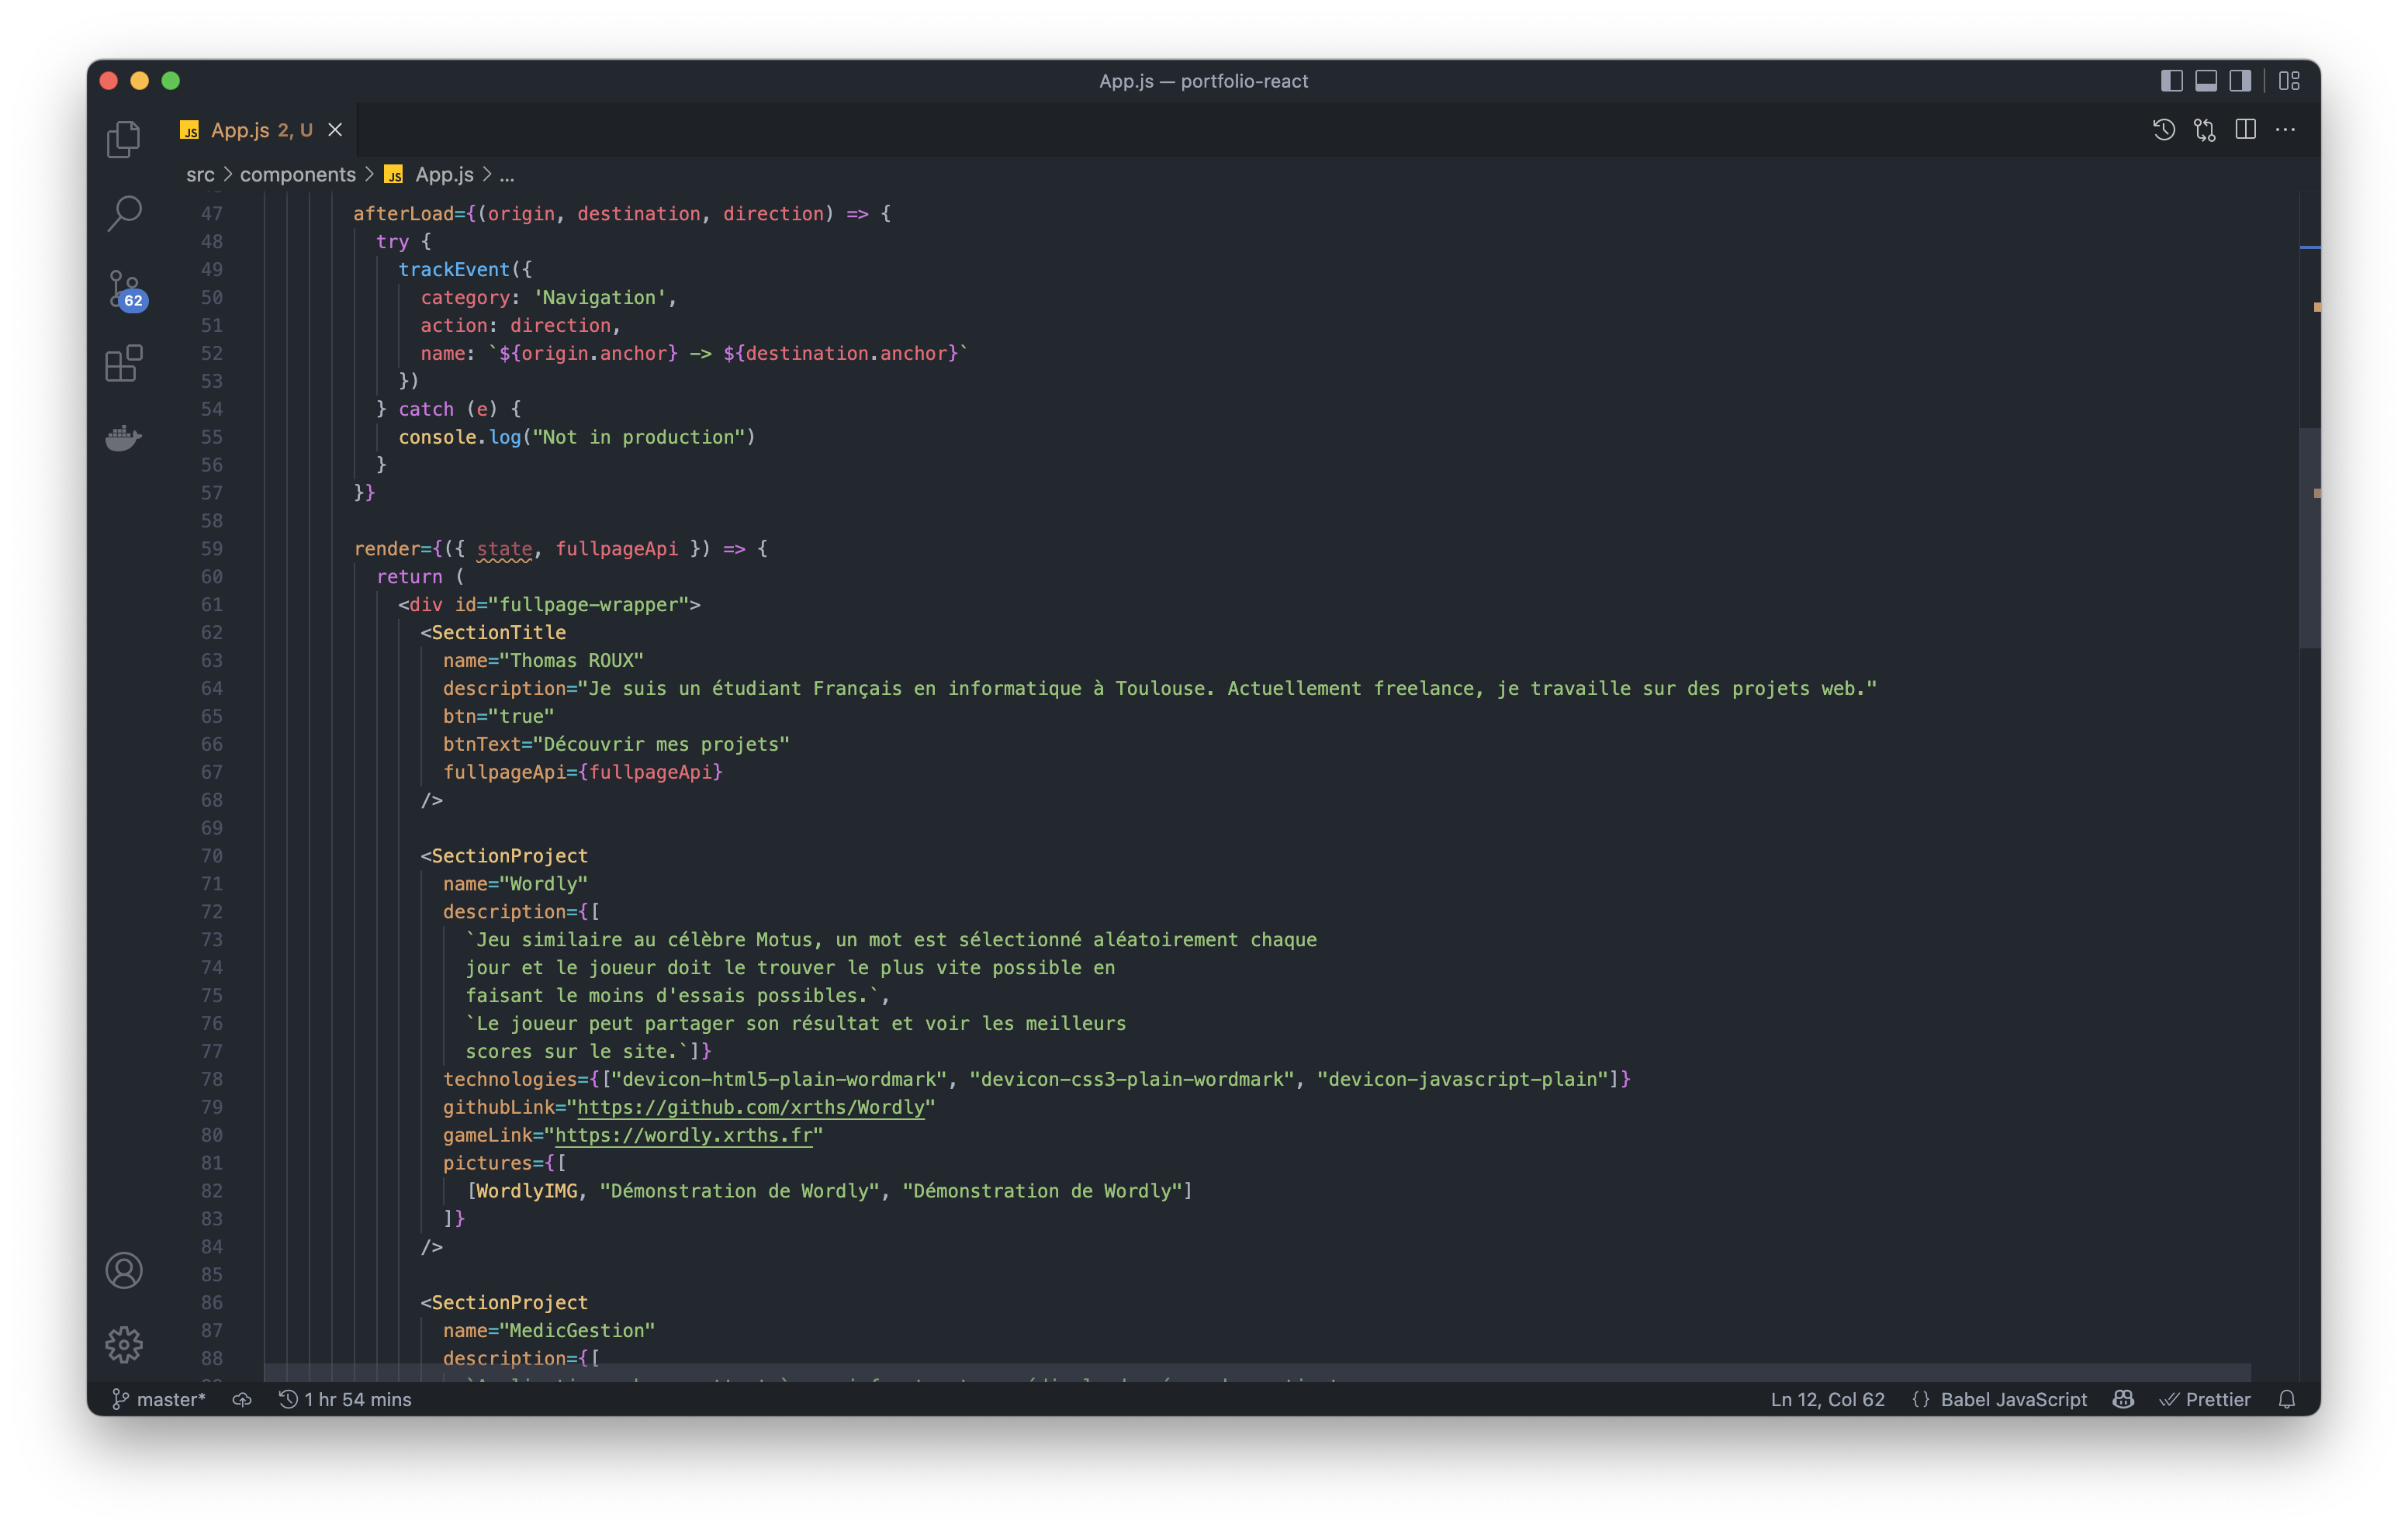 App.js — portfolio-react
JS App.js 2, U
src > components > JS App.js > ...
62
47 afterLoad={(origin, destination, direction) => {
48 try {
49 trackEvent({
50 category: 'Navigation',
51 action: direction,
52 name: `${origin.anchor} -> ${destination.anchor}`
53 })
54 } catch (e) {
55 console.log("Not in production")
56 }
57 }}
58
59 render={({ state, fullpageApi }) => {
60 return (
61 <div id="fullpage-wrapper">
62 <SectionTitle
63 name="Thomas ROUX"
64 description="Je suis un étudiant Français en informatique à Toulouse. Actuellement freelance, je travaille sur des projets web."
65 btn="true"
66 btnText="Découvrir mes projets"
67 fullpageApi={fullpageApi}
68 />
69
70 <SectionProject
71 name="Wordly"
72 description={[
73 `Jeu similaire au célèbre Motus, un mot est sélectionné aléatoirement chaque
74 jour et le joueur doit le trouver le plus vite possible en
75 faisant le moins d'essais possibles.`,
76 `Le joueur peut partager son résultat et voir les meilleurs
77 scores sur le site.`]}
78 technologies={["devicon-html5-plain-wordmark", "devicon-css3-plain-wordmark", "devicon-javascript-plain"]}
79 githubLink="https://github.com/xrths/Wordly"
80 gameLink="https://wordly.xrths.fr"
81 pictures={[
82 [WordlyIMG, "Démonstration de Wordly", "Démonstration de Wordly"]
83 ]}
84 />
85
86 <SectionProject
87 name="MedicGestion"
88 description={[
master* 1 hr 54 mins Ln 12, Col 62 {} Babel JavaScript Prettier